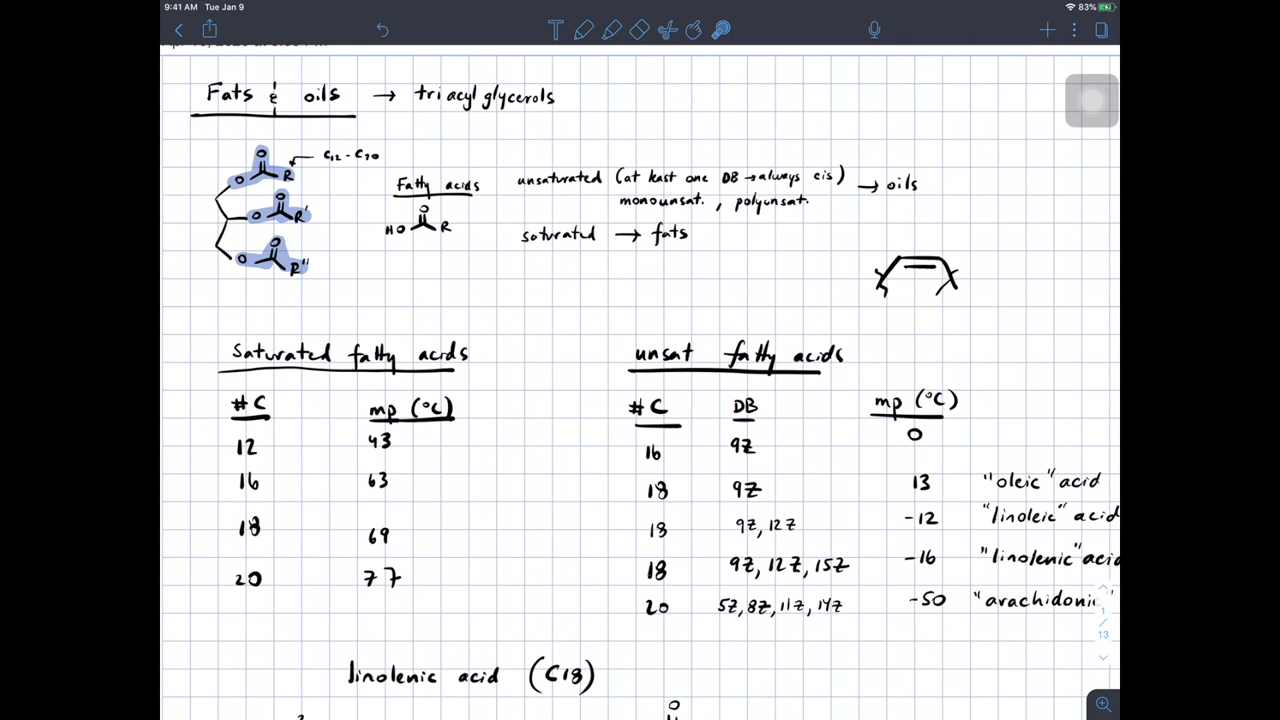 9:41 AM Tue Jan 9
83%
Fats & oils → triacylglycerols
C12 - C20
O
O R
O
O R'
O
O R"
Fatty acids
O
HO R
unsaturated (at least one DB → always cis) → oils
monounsat. , polyunsat.
saturated → fats
Saturated fatty acids
#C mp (°C)
12 43
16 63
18 69
20 77
unsat fatty acids
#C DB mp (°C)
16 9Z 0
18 9Z 13 "oleic" acid
18 9Z, 12Z -12 "linoleic" acid
18 9Z, 12Z, 15Z -16 "linolenic" acid
20 5Z, 8Z, 11Z, 14Z -50 "arachidonic"
1
/
13
linolenic acid (C18)
O